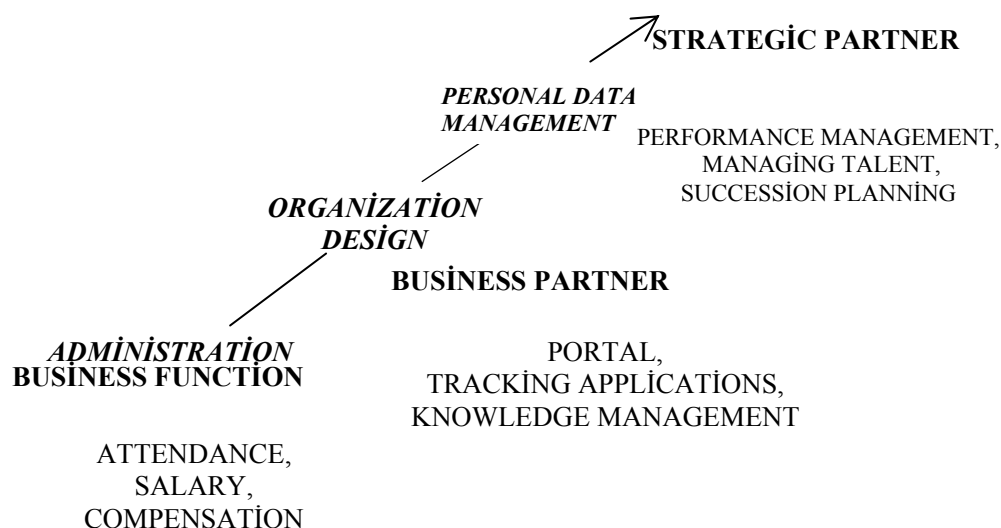 STRATEGİC PARTNER
PERSONAL DATA
MANAGEMENT
PERFORMANCE MANAGEMENT,
MANAGİNG TALENT,
SUCCESSİON PLANNİNG
ORGANİZATİON
DESİGN
BUSİNESS PARTNER
ADMİNİSTRATİON
BUSİNESS FUNCTİON
PORTAL,
TRACKİNG APPLİCATİONS,
KNOWLEDGE MANAGEMENT
ATTENDANCE,
SALARY,
COMPENSATİON